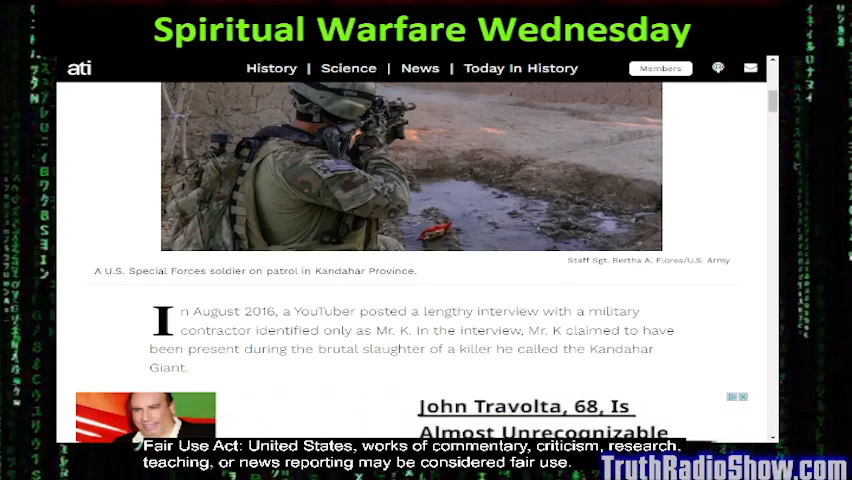 Spiritual Warfare Wednesday
ati History | Science | News | Today In History Members
Staff Sgt. Bertha A. Flores/U.S. Army
A U.S. Special Forces soldier on patrol in Kandahar Province.
In August 2016, a YouTuber posted a lengthy interview with a military
contractor identified only as Mr. K. In the interview, Mr. K claimed to have
been present during the brutal slaughter of a killer he called the Kandahar
Giant.
John Travolta, 68, Is
Almost Unrecognizable
Fair Use Act: United States, works of commentary, criticism, research,
teaching, or news reporting may be considered fair use.
TruthRadioShow.com